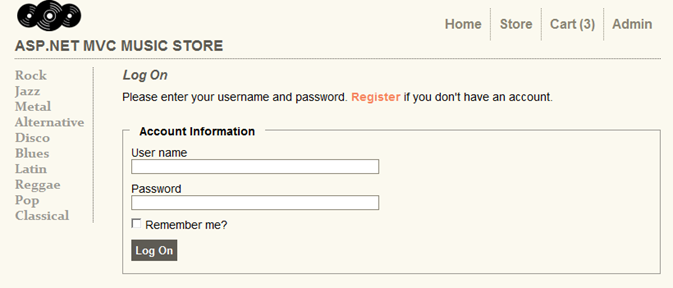 Home Store Cart (3) Admin
ASP.NET MVC MUSIC STORE
Rock
Jazz
Metal
Alternative
Disco
Blues
Latin
Reggae
Pop
Classical
Log On
Please enter your username and password. Register if you don't have an account.
Account Information
User name
Password
Remember me?
Log On